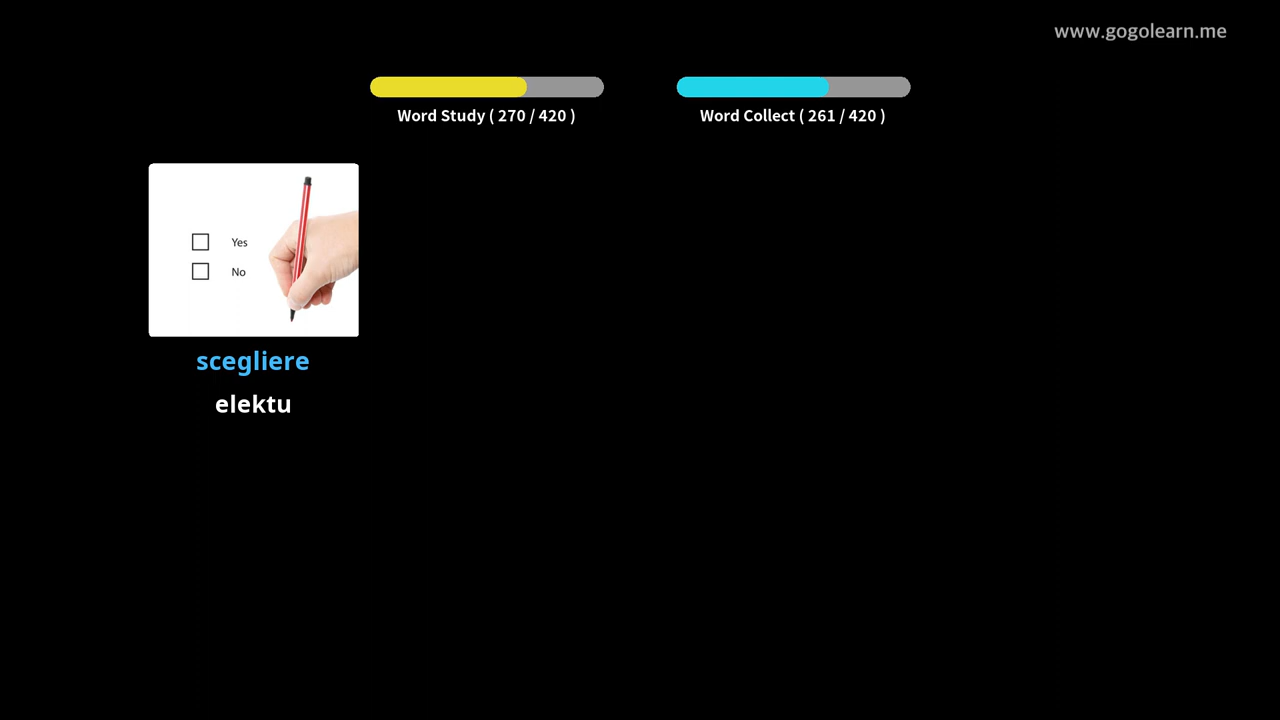 www.gogolearn.me
Word Study ( 270 / 420 )
Word Collect ( 261 / 420 )
Yes
No
scegliere
elektu